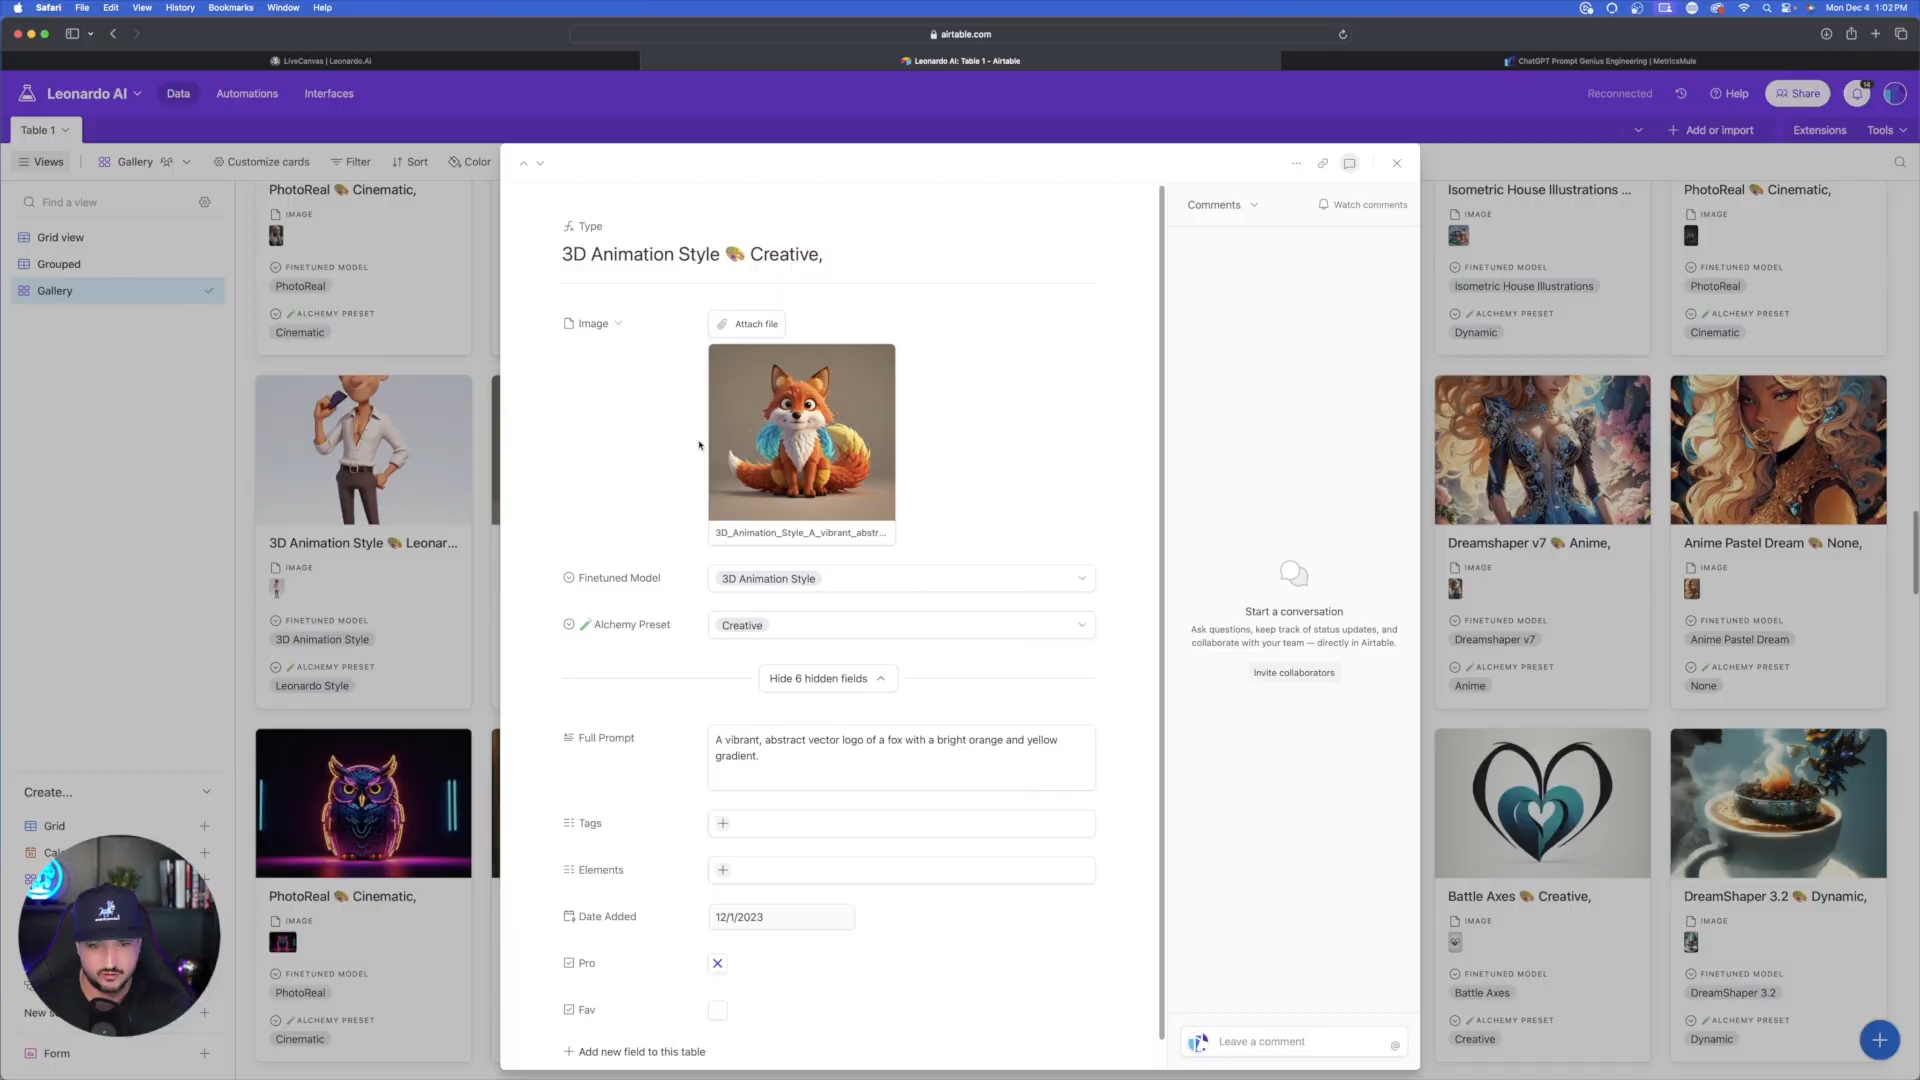 Safari File Edit View History Bookmarks Window Help
Mon Dec 4 1:02 PM
airtable.com
LiveCanvas | Leonardo.Ai
Leonardo AI: Table 1 - Airtable
ChatGPT Prompt Genius Engineering | MetricsMule
Leonardo AI
Data Automations Interfaces
Reconnected
Help
Share
14
Table 1
Add or import
Extensions
Tools
Views
Gallery
Customize cards
Filter
Sort
Color
Find a view
Grid view
Grouped
Gallery
Create...
Grid
Form
PhotoReal 🎨 Cinematic,
IMAGE
FINETUNED MODEL
PhotoReal
ALCHEMY PRESET
Cinematic
3D Animation Style 🎨 Leonar...
IMAGE
FINETUNED MODEL
3D Animation Style
ALCHEMY PRESET
Leonardo Style
PhotoReal 🎨 Cinematic,
IMAGE
FINETUNED MODEL
PhotoReal
ALCHEMY PRESET
Cinematic
Type
3D Animation Style 🎨 Creative,
Image
Attach file
3D_Animation_Style_A_vibrant_abstr...
Finetuned Model
3D Animation Style
Alchemy Preset
Creative
Hide 6 hidden fields
Full Prompt
A vibrant, abstract vector logo of a fox with a bright orange and yellow
gradient.
Tags
Elements
Date Added
12/1/2023
Pro
Fav
Add new field to this table
Comments
Watch comments
Start a conversation
Ask questions, keep track of status updates, and
collaborate with your team — directly in Airtable.
Invite collaborators
Leave a comment
@
Isometric House Illustrations ...
IMAGE
FINETUNED MODEL
Isometric House Illustrations
ALCHEMY PRESET
Dynamic
PhotoReal 🎨 Cinematic,
IMAGE
FINETUNED MODEL
PhotoReal
ALCHEMY PRESET
Cinematic
Dreamshaper v7 🎨 Anime,
IMAGE
FINETUNED MODEL
Dreamshaper v7
ALCHEMY PRESET
Anime
Anime Pastel Dream 🎨 None,
IMAGE
FINETUNED MODEL
Anime Pastel Dream
ALCHEMY PRESET
None
Battle Axes 🎨 Creative,
IMAGE
FINETUNED MODEL
Battle Axes
ALCHEMY PRESET
Creative
DreamShaper 3.2 🎨 Dynamic,
IMAGE
FINETUNED MODEL
DreamShaper 3.2
ALCHEMY PRESET
Dynamic